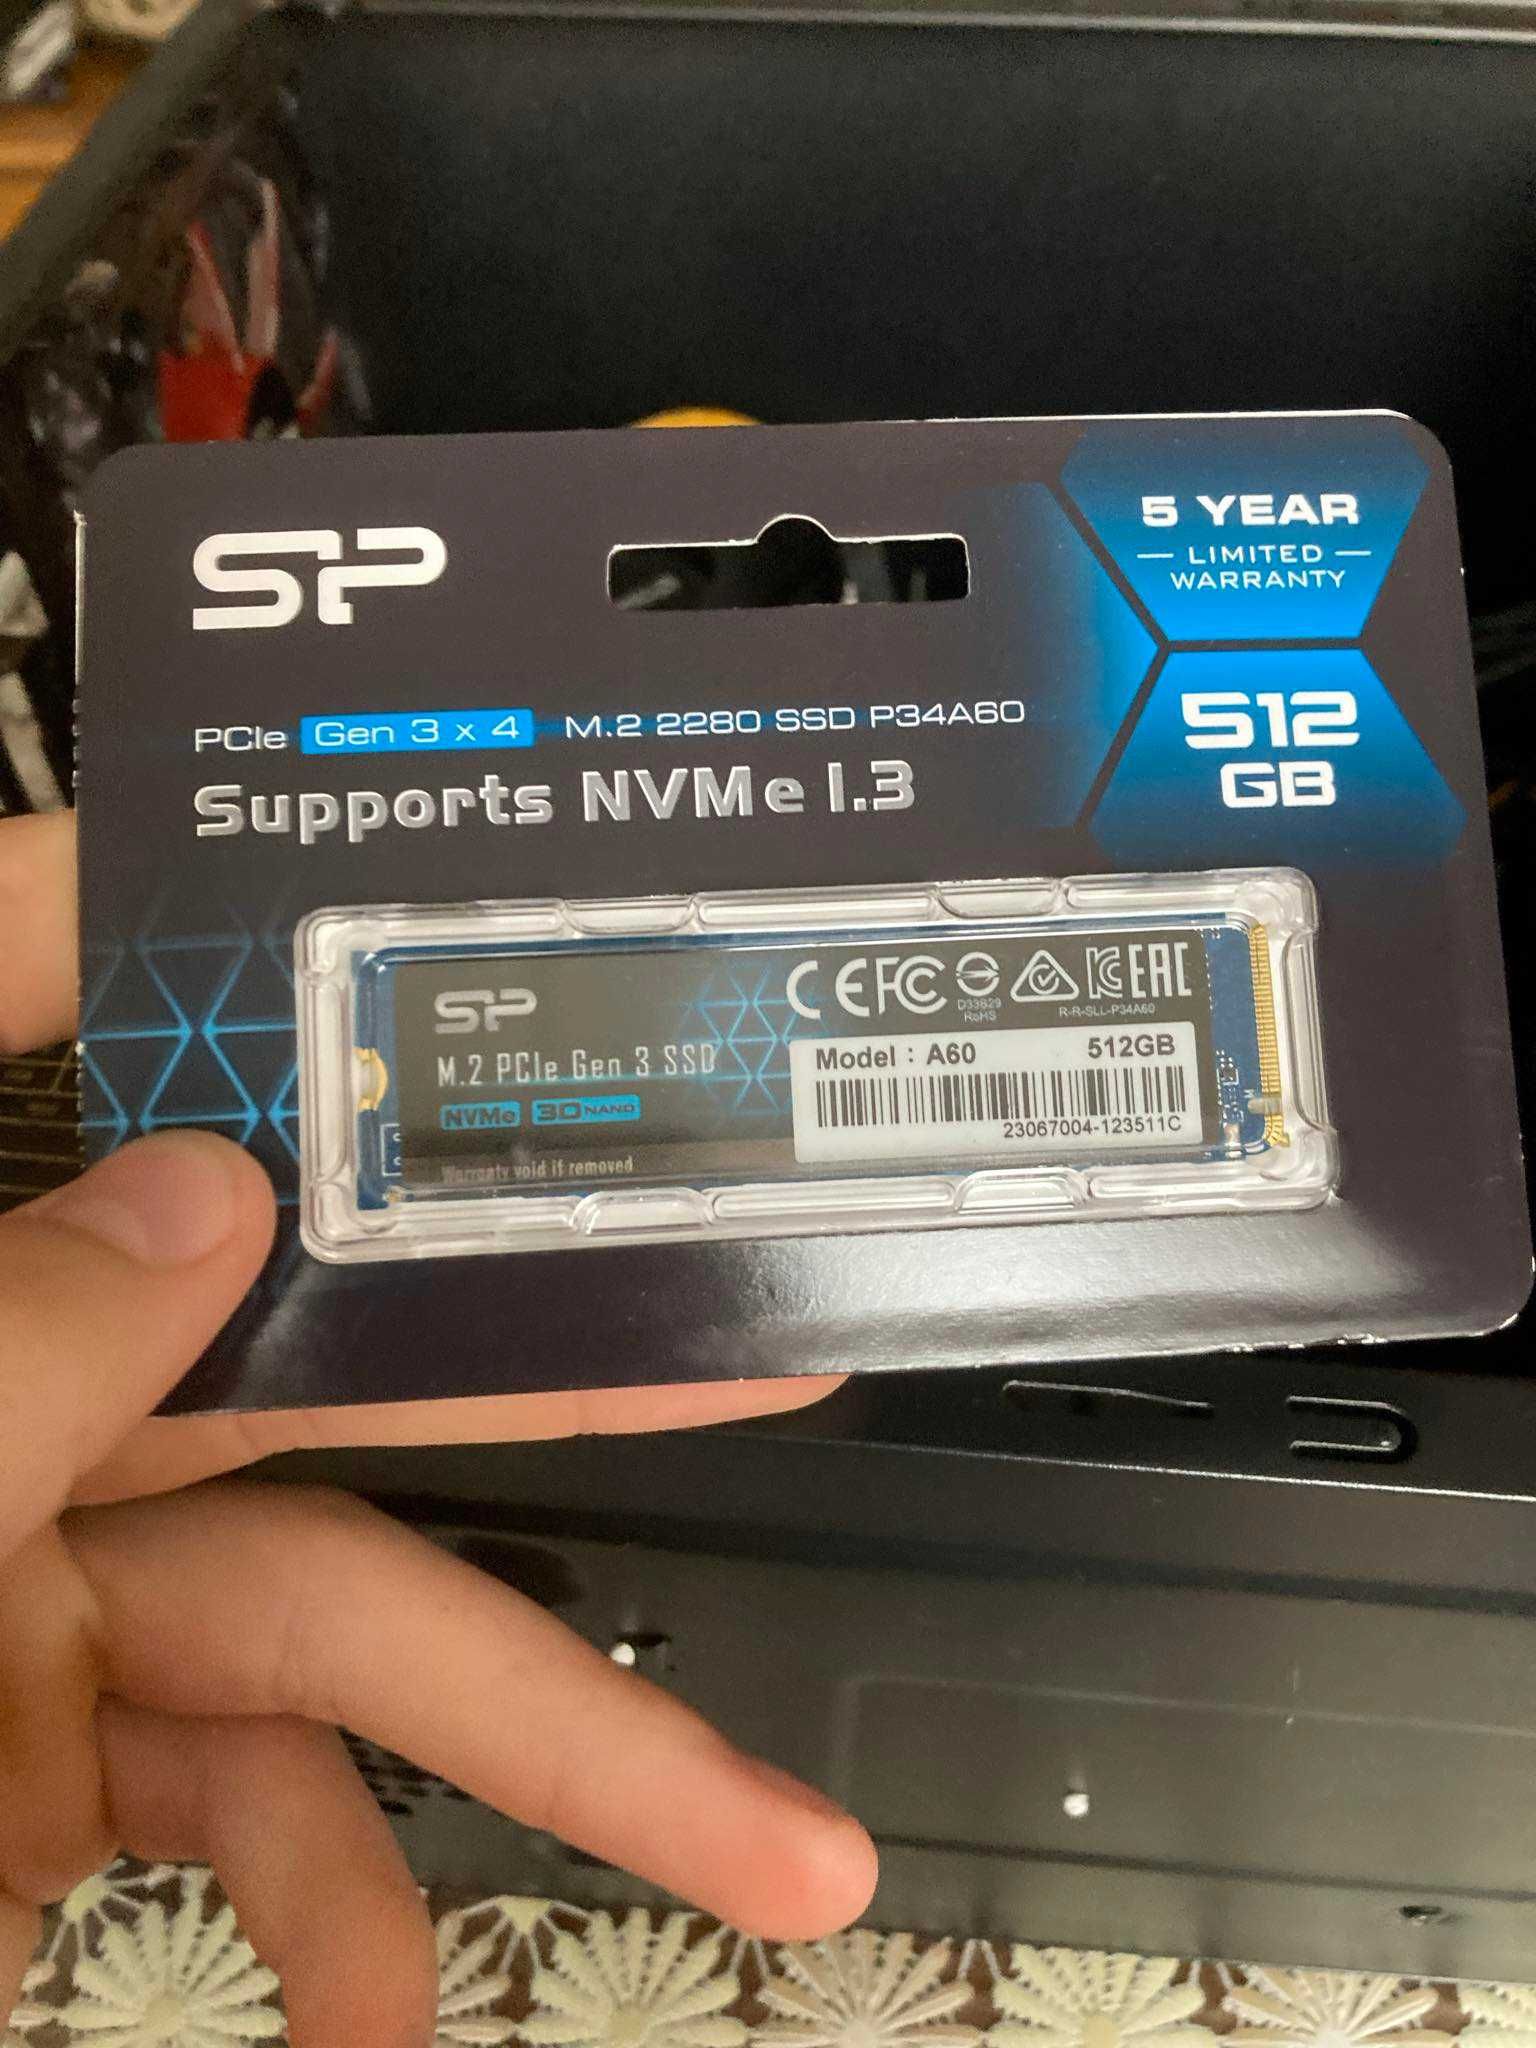 SP
5 YEAR
LIMITED
WARRANTY
PCIe Gen 3 x 4 M.2 2280 SSD P34A60
Supports NVMe 1.3
512
GB
SP
M.2 PCIe Gen 3 SSD
NVMe 3D NAND
Warranty void if removed
CE FC D33829 RoHS KC EAC
R-R-SLL-P34A60
Model : A60 512GB
23067004-123511C